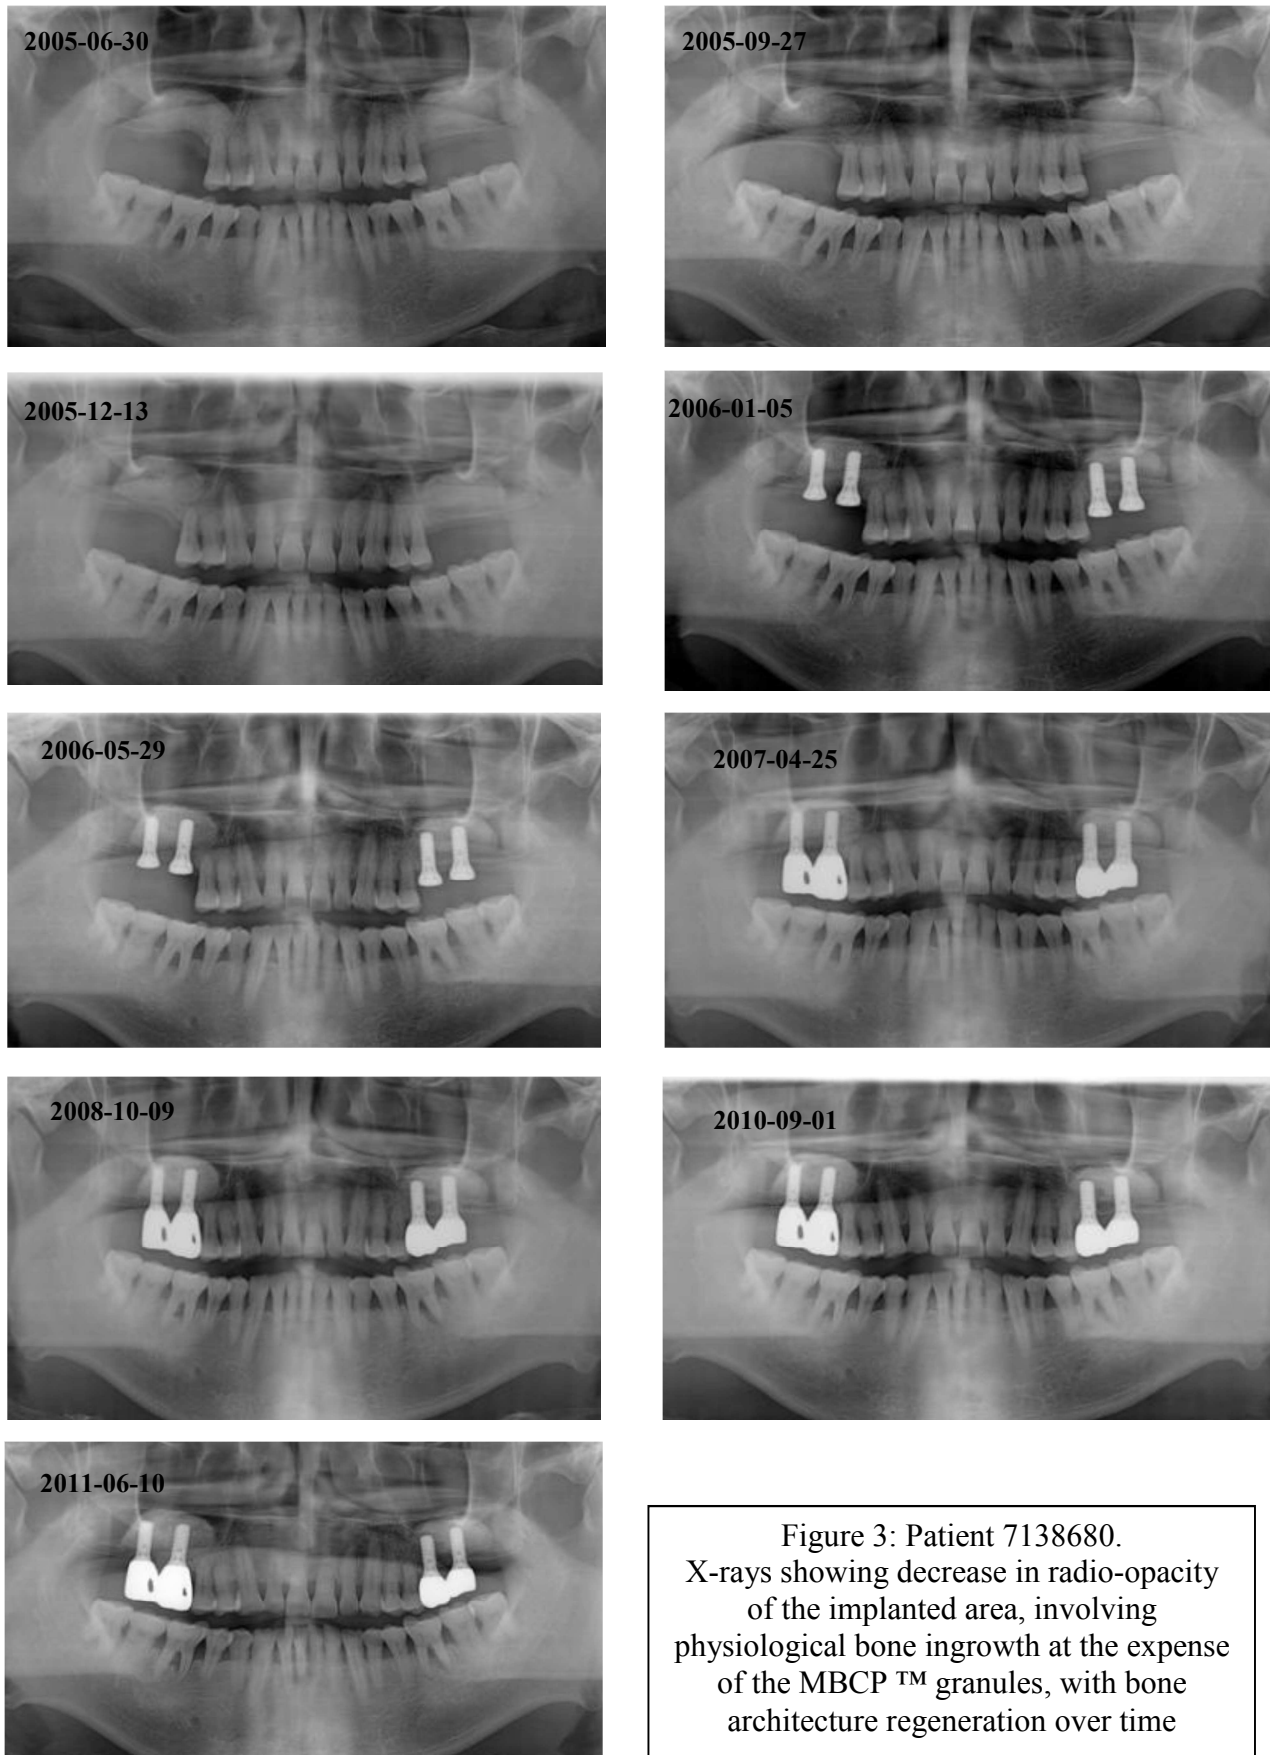 2005-06-30
2005-09-27
2005-12-13
2006-01-05
2006-05-29
2007-04-25
2008-10-09
2010-09-01
2011-06-10
Figure 3: Patient 7138680.
X-rays showing decrease in radio-opacity
of the implanted area, involving
physiological bone ingrowth at the expense
of the MBCP ™ granules, with bone
architecture regeneration over time